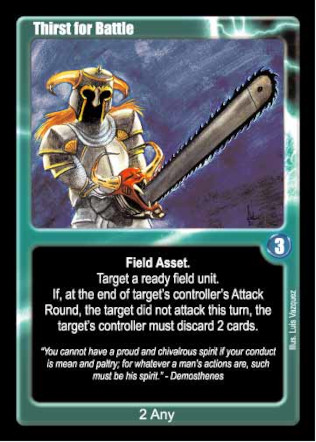 Thirst for Battle
3
Field Asset.
Target a ready field unit.
If, at the end of target's controller's Attack
Round, the target did not attack this turn, the
target's controller must discard 2 cards.
"You cannot have a proud and chivalrous spirit if your conduct
is mean and paltry; for whatever a man's actions are, such
must be his spirit." - Demosthenes
Illus. Luis Vazquez
2 Any